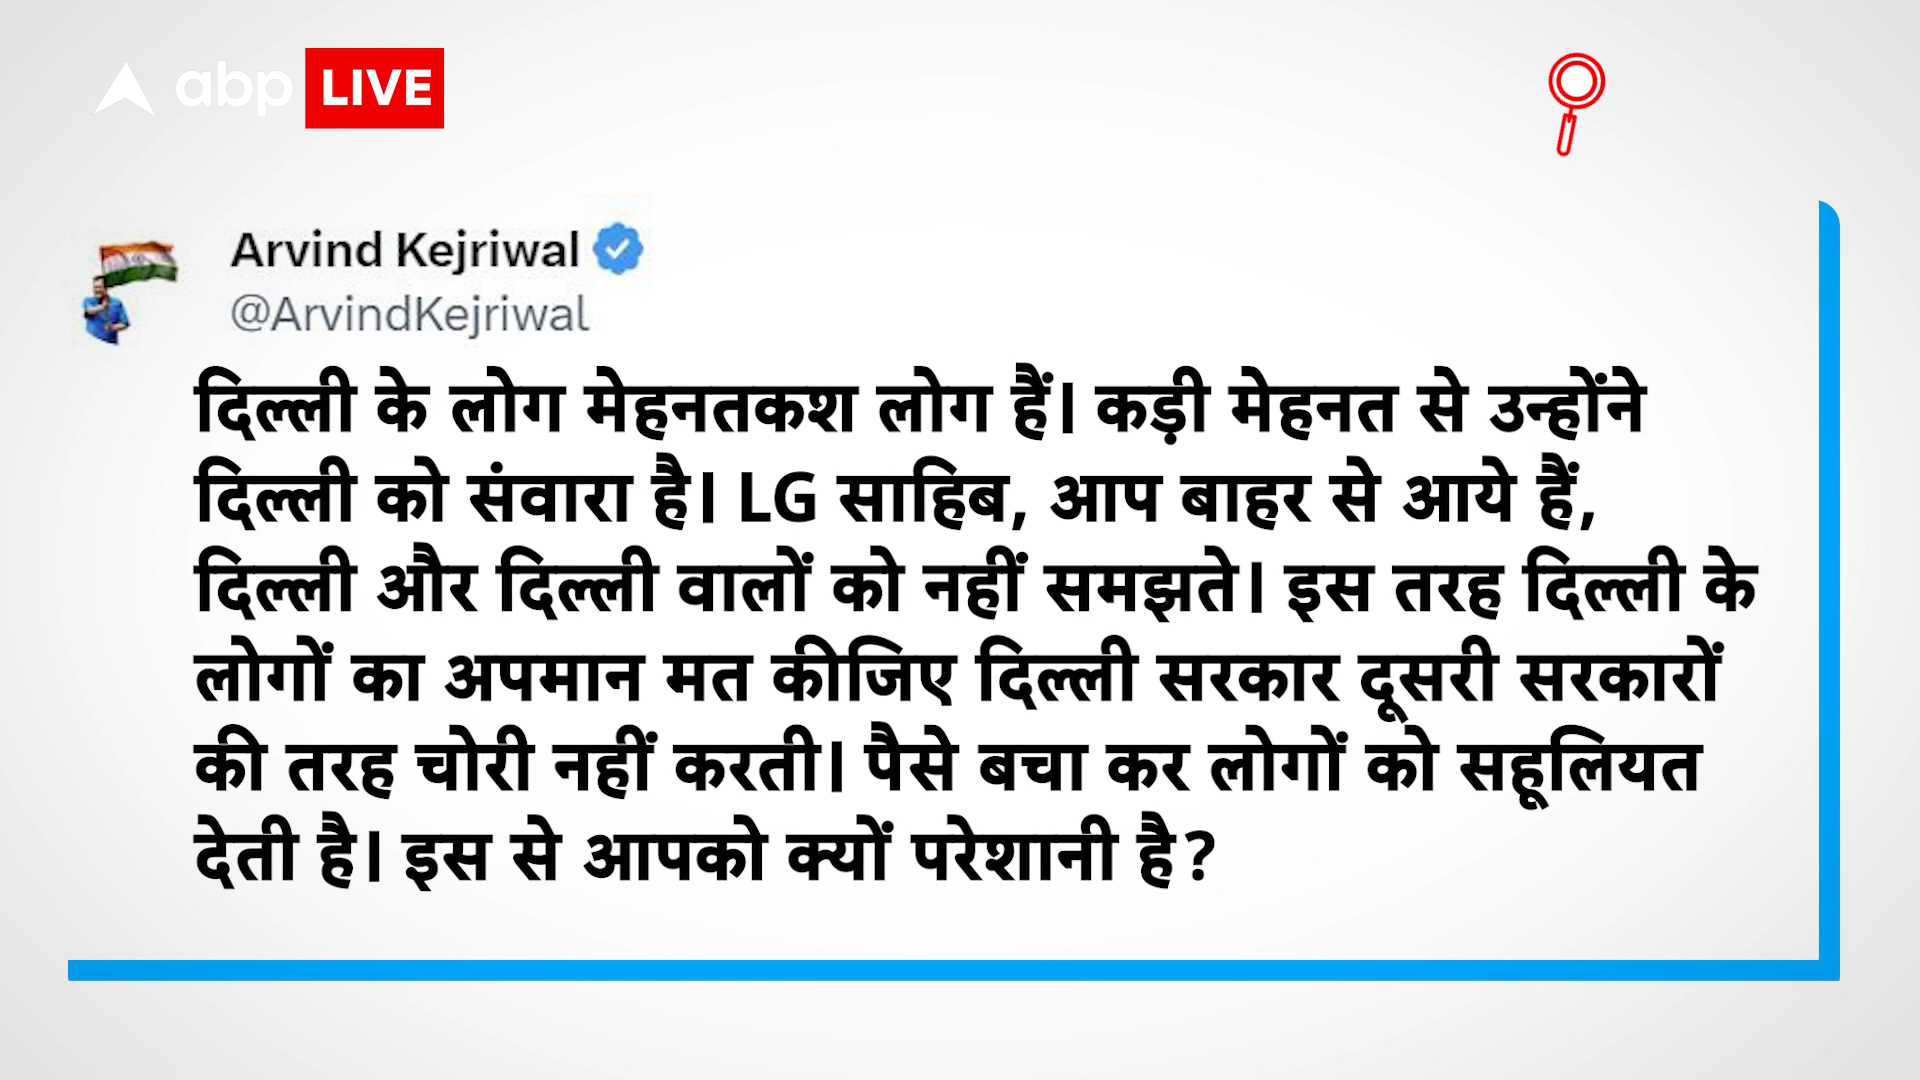 abp LIVE
Arvind Kejriwal
@ArvindKejriwal
दिल्ली के लोग मेहनतकश लोग हैं। कड़ी मेहनत से उन्होंने
दिल्ली को संवारा है। LG साहिब, आप बाहर से आये हैं,
दिल्ली और दिल्ली वालों को नहीं समझते। इस तरह दिल्ली के
लोगों का अपमान मत कीजिए दिल्ली सरकार दूसरी सरकारों
की तरह चोरी नहीं करती। पैसे बचा कर लोगों को सहूलियत
देती है। इस से आपको क्यों परेशानी है?